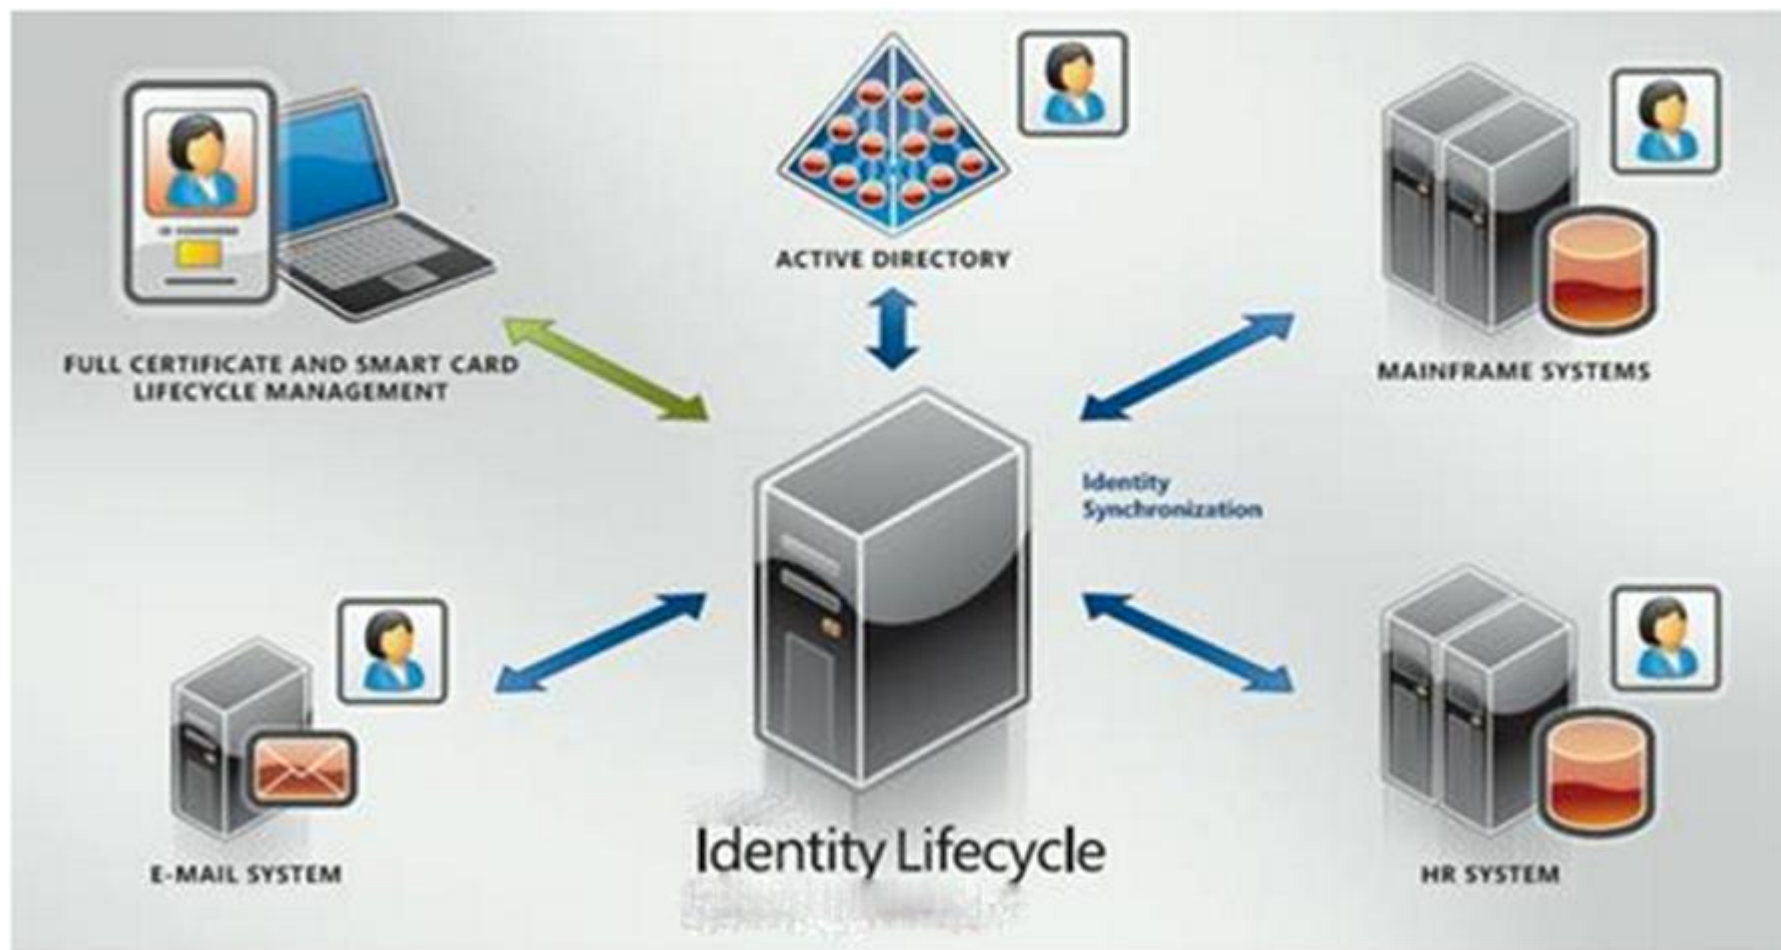 ACTIVE DIRECTORY
FULL CERTIFICATE AND SMART CARD
LIFECYCLE MANAGEMENT
MAINFRAME SYSTEMS
Identity
Synchronization
Identity Lifecycle
E-MAIL SYSTEM
HR SYSTEM